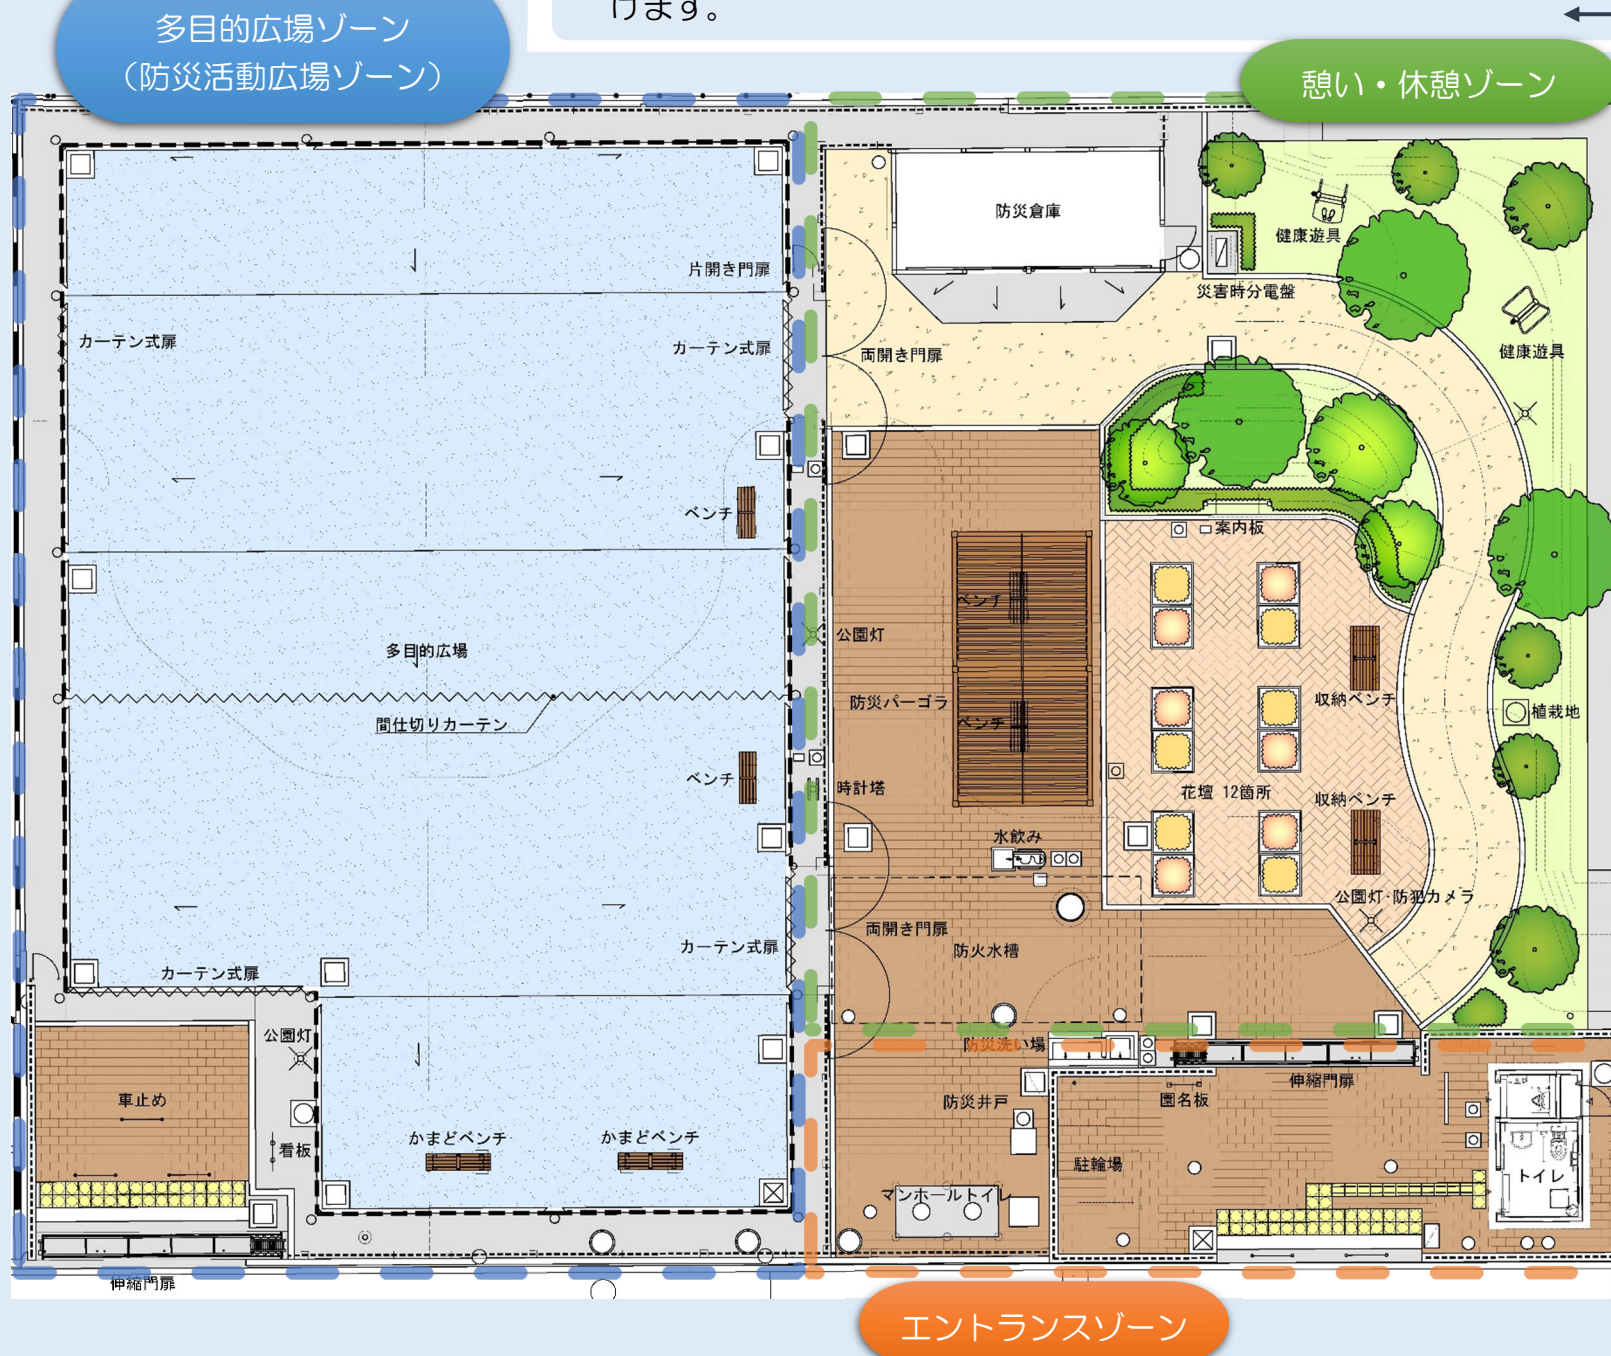 けます。
多目的広場ゾーン
（防災活動広場ゾーン）
憩い・休憩ゾーン
防災倉庫
健康遊具
片開き門扉
災害時分電盤
カーテン式扉
カーテン式扉
両開き門扉
健康遊具
ベンチ
案内板
ベンチ
公園灯
多目的広場
防災パーゴラ
収納ベンチ
植栽地
間仕切りカーテン
ベンチ
ベンチ
時計塔
花壇 12箇所
収納ベンチ
水飲み
公園灯・防犯カメラ
両開き門扉
カーテン式扉
防火水槽
カーテン式扉
公園灯
防災洗い場
伸縮門扉
車止め
防災井戸
園名板
かまどベンチ
かまどベンチ
看板
駐輪場
トイレ
マンホールトイレ
伸縮門扉
エントランスゾーン